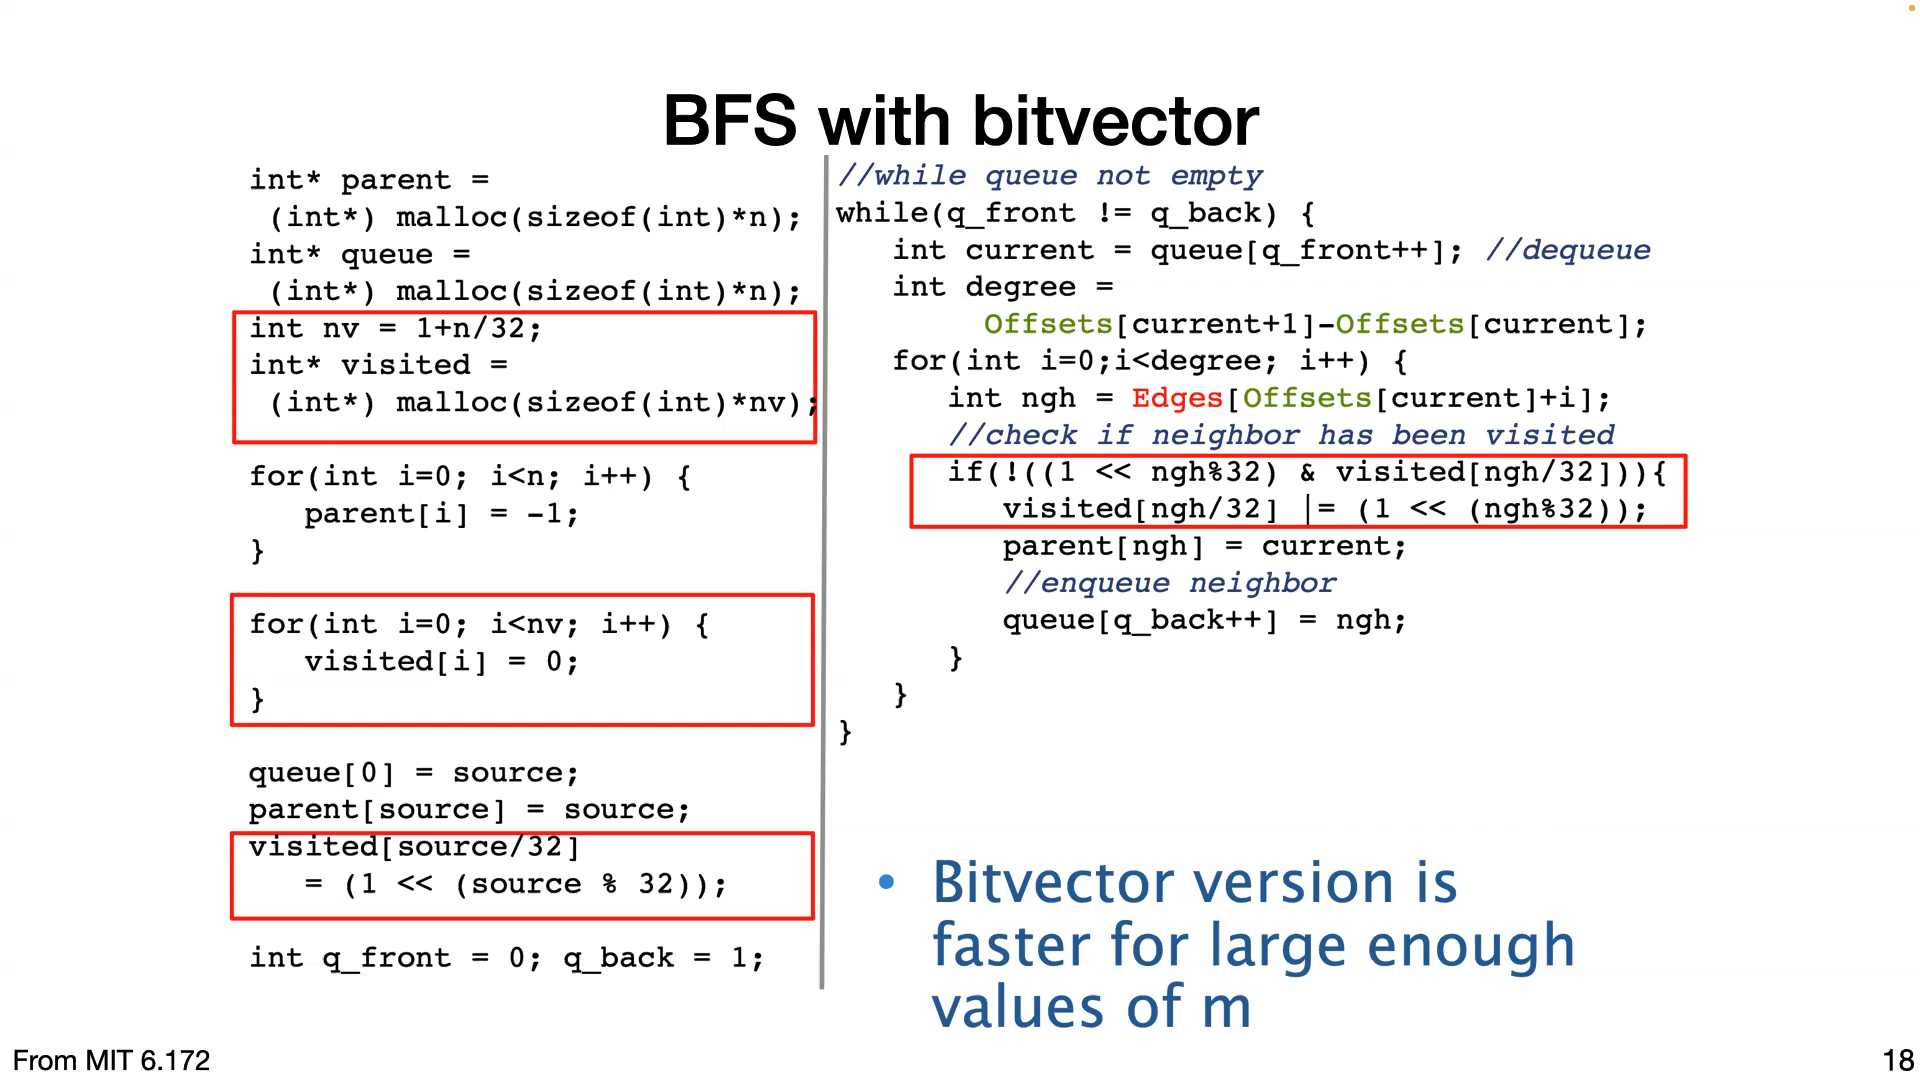 BFS with bitvector
int* parent =
(int*) malloc(sizeof(int)*n);
int* queue =
(int*) malloc(sizeof(int)*n);
int nv = 1+n/32;
int* visited =
(int*) malloc(sizeof(int)*nv);
for(int i=0; i<n; i++) {
parent[i] = -1;
}
for(int i=0; i<nv; i++) {
visited[i] = 0;
}
queue[0] = source;
parent[source] = source;
visited[source/32]
= (1 << (source % 32));
int q_front = 0; q_back = 1;
//while queue not empty
while(q_front != q_back) {
int current = queue[q_front++]; //dequeue
int degree =
Offsets[current+1]-Offsets[current];
for(int i=0;i<degree; i++) {
int ngh = Edges[Offsets[current]+i];
//check if neighbor has been visited
if(!((1 << ngh%32) & visited[ngh/32])){
visited[ngh/32] |= (1 << (ngh%32));
parent[ngh] = current;
//enqueue neighbor
queue[q_back++] = ngh;
}
}
}
• Bitvector version is
faster for large enough
values of m
From MIT 6.172
18